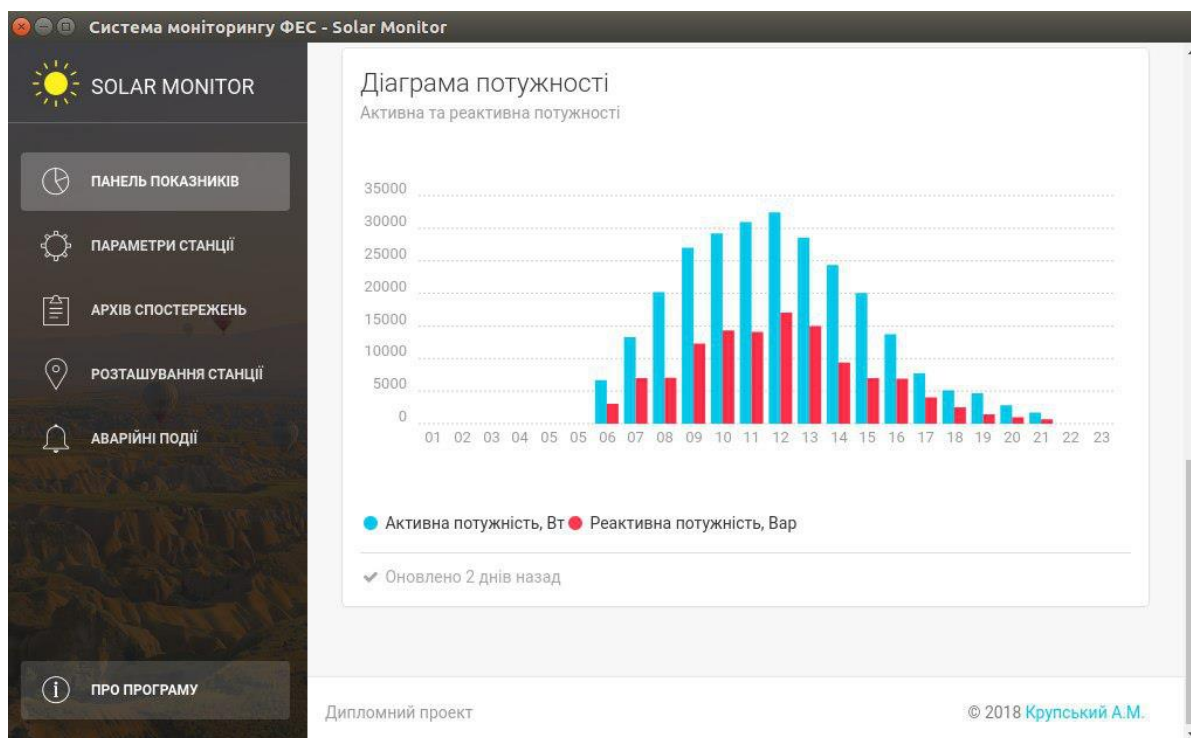 Система моніторингу ФЕС - Solar Monitor
SOLAR MONITOR
ПАНЕЛЬ ПОКАЗНИКІВ
ПАРАМЕТРИ СТАНЦІЇ
АРХІВ СПОСТЕРЕЖЕНЬ
РОЗТАШУВАННЯ СТАНЦІЇ
АВАРІЙНІ ПОДІЇ
ПРО ПРОГРАМУ
Діаграма потужності
Активна та реактивна потужності
35000
30000
25000
20000
15000
10000
5000
0
01 02 03 04 05 05 06 07 08 09 10 11 12 13 14 15 16 17 18 19 20 21 22 23
Активна потужність, Вт Реактивна потужність, Вар
Оновлено 2 днів назад
Дипломний проект
© 2018 Крупський А.М.